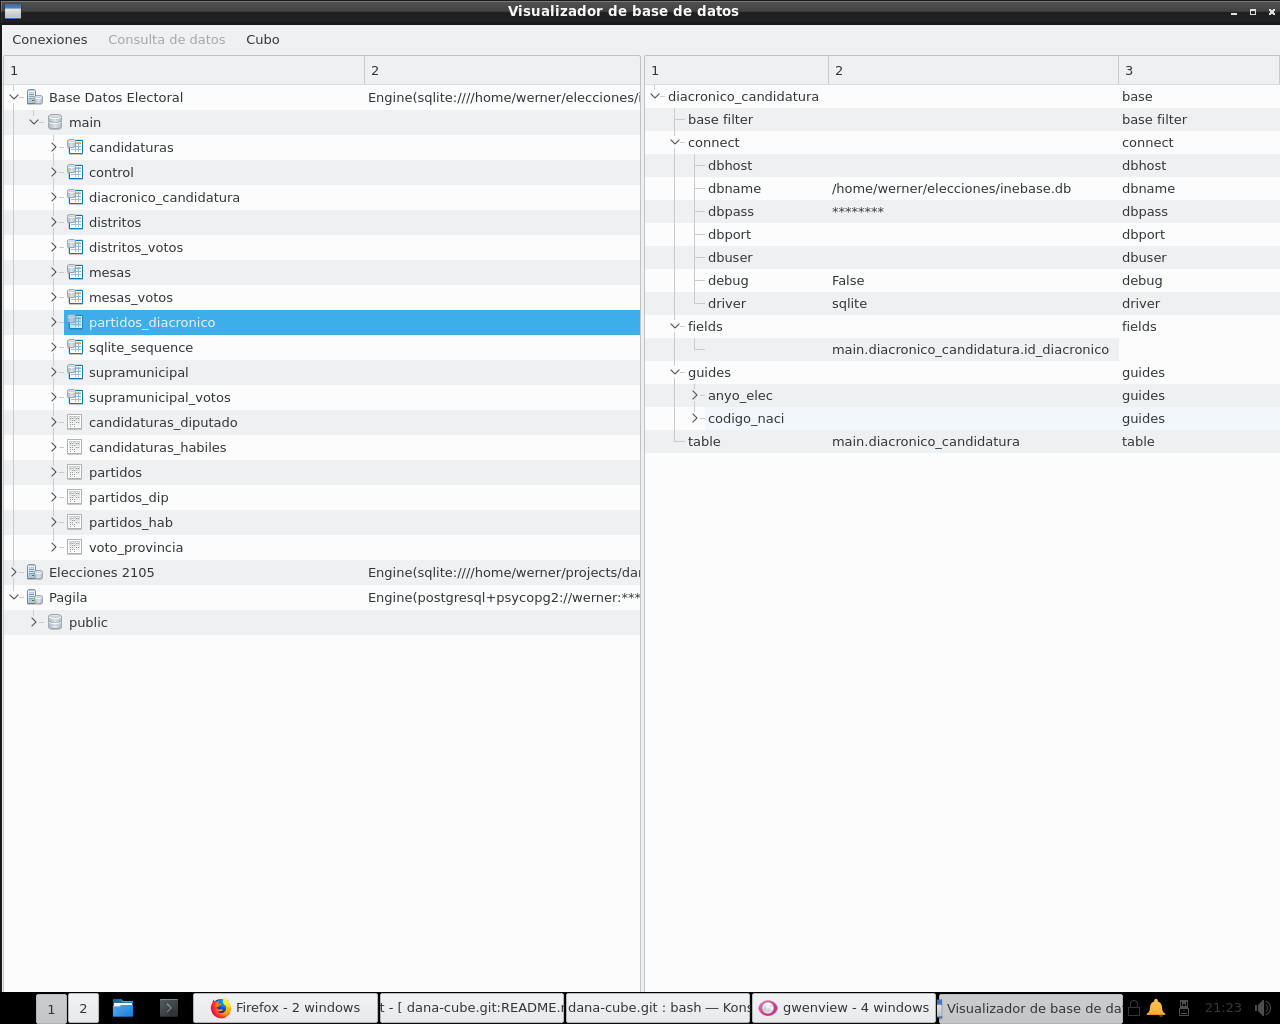 Visualizador de base de datos
Conexiones Consulta de datos Cubo
1 2
Base Datos Electoral Engine(sqlite:////home/werner/elecciones/i
main
candidaturas
control
diacronico_candidatura
distritos
distritos_votos
mesas
mesas_votos
partidos_diacronico
sqlite_sequence
supramunicipal
supramunicipal_votos
candidaturas_diputado
candidaturas_habiles
partidos
partidos_dip
partidos_hab
voto_provincia
Elecciones 2105 Engine(sqlite:////home/werner/projects/dan
Pagila Engine(postgresql+psycopg2://werner:***
public
1 2 3
diacronico_candidatura base
base filter base filter
connect connect
dbhost dbhost
dbname /home/werner/elecciones/inebase.db dbname
dbpass ******** dbpass
dbport dbport
dbuser dbuser
debug False debug
driver sqlite driver
fields fields
main.diacronico_candidatura.id_diacronico
guides guides
anyo_elec guides
codigo_naci guides
table main.diacronico_candidatura table
1 2 Firefox - 2 windows t - [ dana-cube.git:README.r dana-cube.git : bash — Kons gwenview - 4 windows Visualizador de base de da 21:23